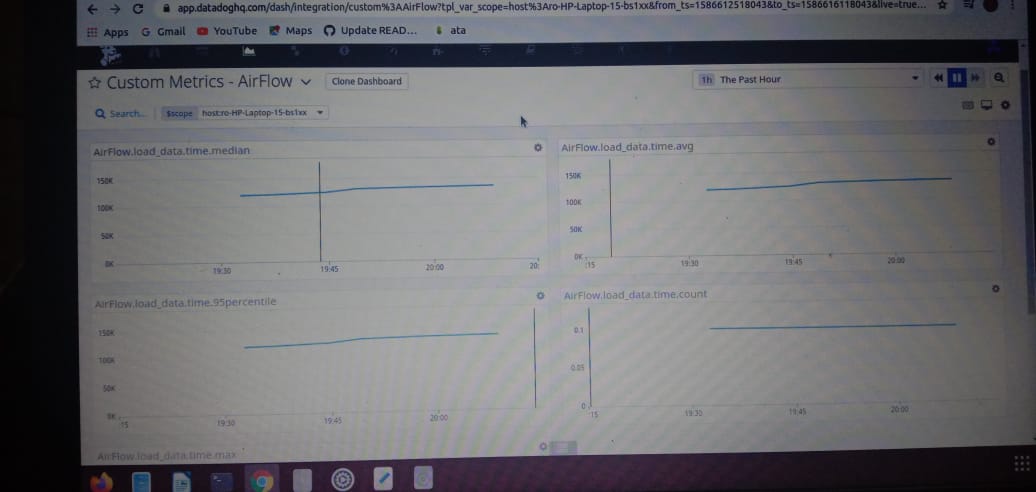 app.datadoghq.com/dash/integration/custom%3AAirFlow?tpl_var_scope=host%3Aro-HP-Laptop-15-bs1xx&from_ts=1586612518043&to_ts=1586616118043&live=true...
Apps Gmail YouTube Maps Update READ... ata
Custom Metrics - AirFlow Clone Dashboard 1h The Past Hour
Search... $scope host:ro-HP-Laptop-15-bs1xx
AirFlow.load_data.time.median
150K
100K
50K
0K
19:30 19:45 20:00 20:
AirFlow.load_data.time.avg
150K
100K
50K
0K
:15 19:30 19:45 20:00
AirFlow.load_data.time.95percentile
150K
100K
50K
0K
:15 19:30 19:45 20:00
AirFlow.load_data.time.count
0.1
0.05
0
:15 19:30 19:45 20:00
AirFlow.load_data.time.max